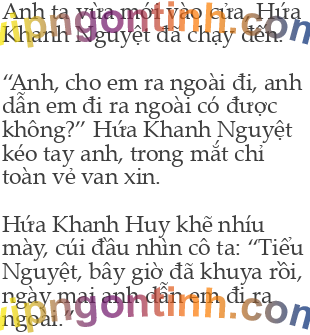 Anh ta vừa mới vào cửa, Hứa
Khanh Nguyệt đã chạy đến.
“Anh, cho em ra ngoài đi, anh
dẫn em đi ra ngoài có được
không?” Hứa Khanh Nguyệt
kéo tay anh, trong mắt chỉ
toàn vẻ van xin.
Hứa Khanh Huy khẽ nhíu
mày, cúi đầu nhìn cô ta: “Tiểu
Nguyệt, bây giờ đã khuya rồi,
ngày mai anh dẫn em đi ra
ngoài.”
vipngontinh.com
vipngontinh.com